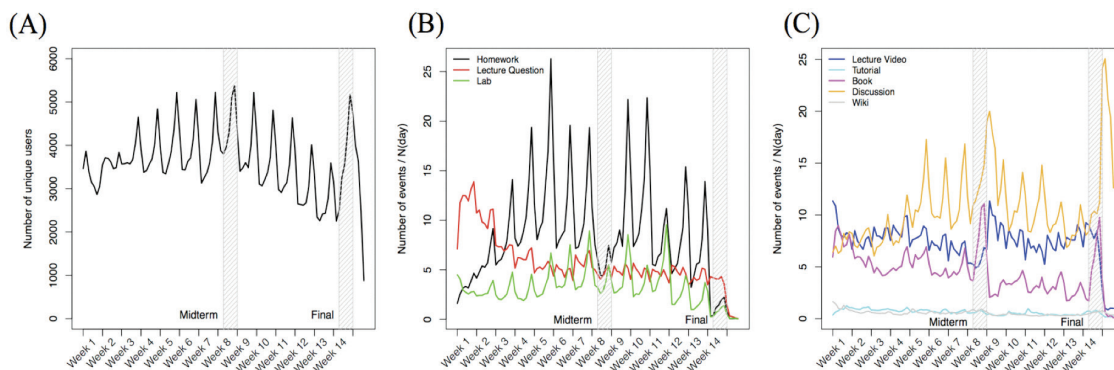 (A)
Number of unique users
6000
5000
4000
3000
2000
1000
0
Midterm
Final
Week 1
Week 2
Week 3
Week 4
Week 5
Week 6
Week 7
Week 8
Week 9
Week 10
Week 11
Week 12
Week 13
Week 14
(B)
Number of events / N(day)
25
20
15
10
5
0
Homework
Lecture Question
Lab
Midterm
Final
Week 1
Week 2
Week 3
Week 4
Week 5
Week 6
Week 7
Week 8
Week 9
Week 10
Week 11
Week 12
Week 13
Week 14
(C)
Number of events / N(day)
25
20
15
10
5
0
Lecture Video
Tutorial
Book
Discussion
Wiki
Midterm
Final
Week 1
Week 2
Week 3
Week 4
Week 5
Week 6
Week 7
Week 8
Week 9
Week 10
Week 11
Week 12
Week 13
Week 14